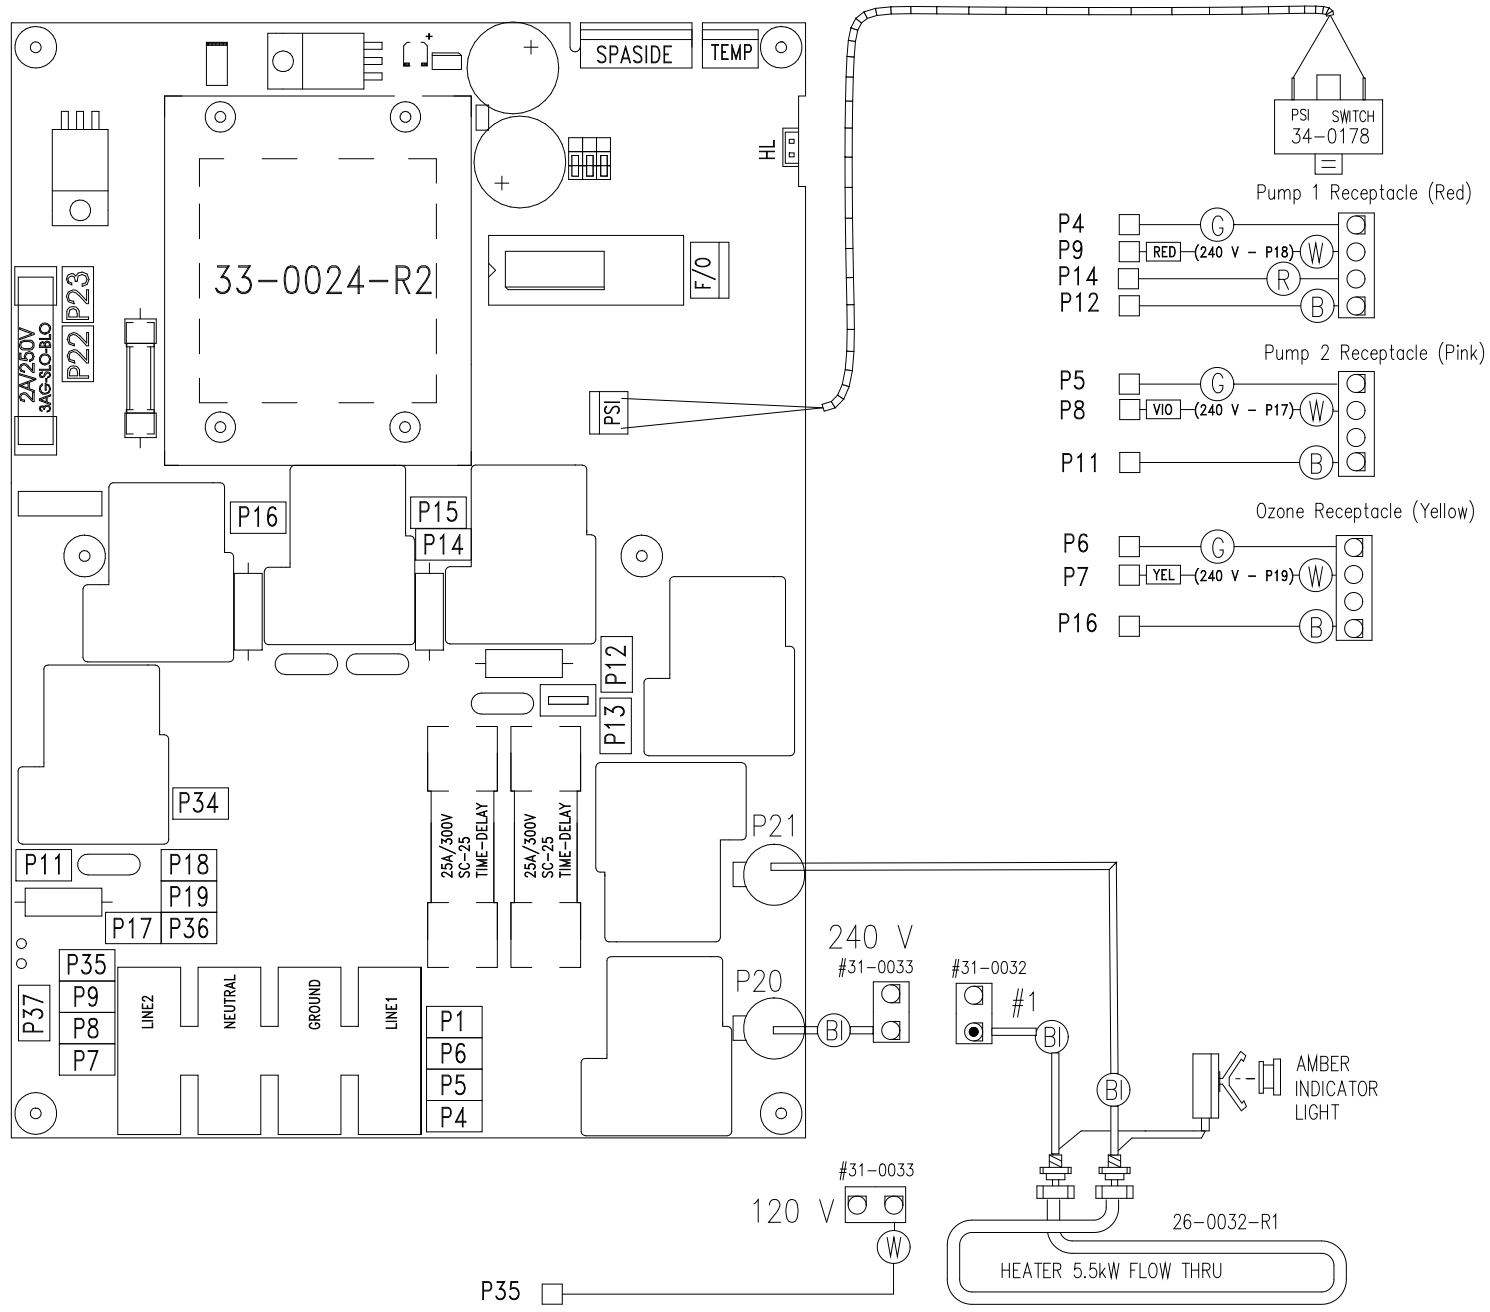 +
SPASIDE
TEMP
+
+
HL
PSI SWITCH
34-0178
Pump 1 Receptacle (Red)
P4 G
P9 RED (240 V - P18) W
P14 R
P12 B
33-0024-R2
F/O
P23
P22
2A/250V
3AG-SLO-BLO
PSI
Pump 2 Receptacle (Pink)
P5 G
P8 VIO (240 V - P17) W
P11 B
Ozone Receptacle (Yellow)
P6 G
P7 YEL (240 V - P19) W
P16 B
P16
P15
P14
P12
P13
P34
25A/300V
SC-25
TIME-DELAY
25A/300V
SC-25
TIME-DELAY
P21
P11
P18
P19
P17
P36
P35
P9
P8
P7
P37
LINE2
NEUTRAL
GROUND
LINE1
P1
P6
P5
P4
P20
240 V
#31-0033
BI
#31-0032
#1
BI
BI
AMBER
INDICATOR
LIGHT
#31-0033
120 V
W
P35
26-0032-R1
HEATER 5.5kW FLOW THRU